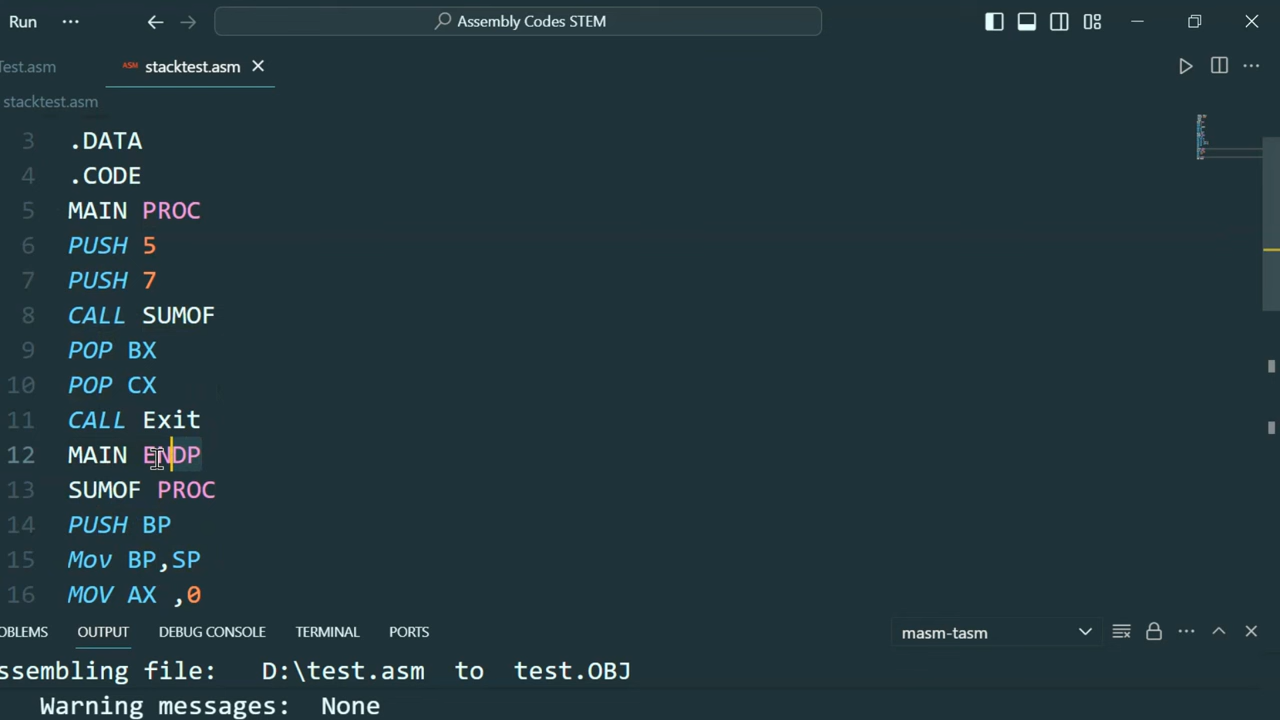 Run ··· Assembly Codes STEM
Test.asm stacktest.asm
stacktest.asm
3 .DATA
4 .CODE
5 MAIN PROC
6 PUSH 5
7 PUSH 7
8 CALL SUMOF
9 POP BX
10 POP CX
11 CALL Exit
12 MAIN ENDP
13 SUMOF PROC
14 PUSH BP
15 Mov BP,SP
16 MOV AX ,0
OBLEMS OUTPUT DEBUG CONSOLE TERMINAL PORTS masm-tasm
ssembling file: D:\test.asm to test.OBJ
Warning messages: None